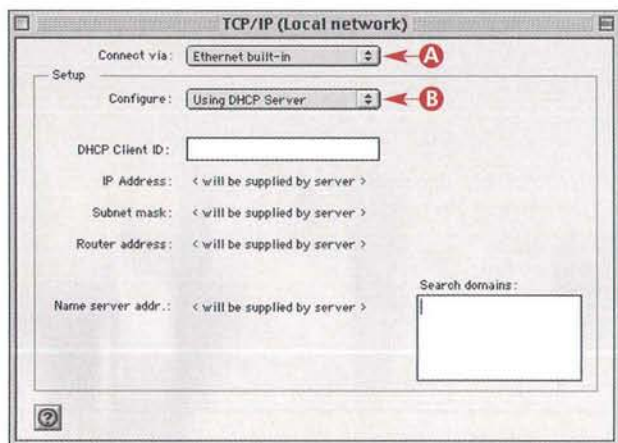 TCP/IP (Local network)
Connect via: Ethernet built-in A
Setup
Configure: Using DHCP Server B
DHCP Client ID:
IP Address: < will be supplied by server >
Subnet mask: < will be supplied by server >
Router address: < will be supplied by server >
Search domains:
Name server addr.: < will be supplied by server >
?